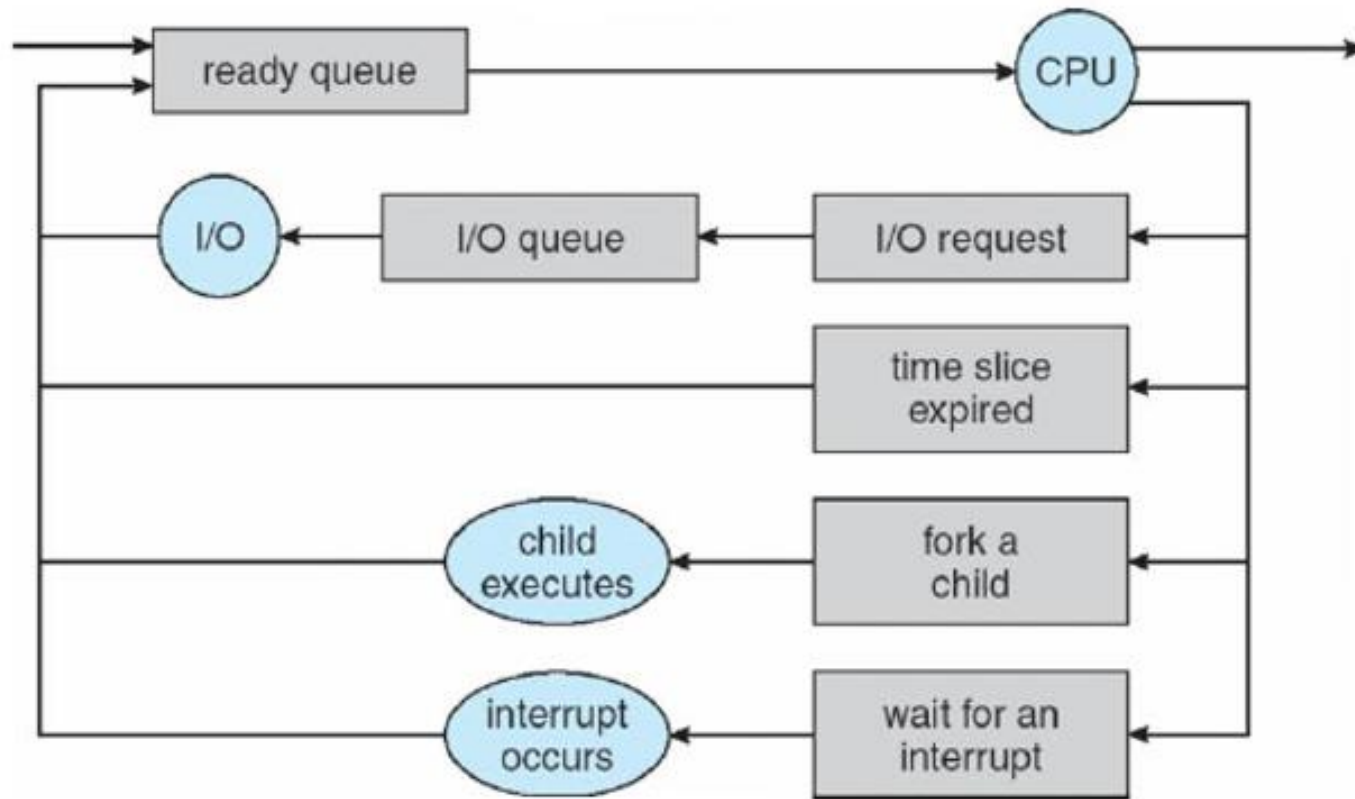 ready queue
CPU
I/O
I/O queue
I/O request
time slice
expired
child
executes
fork a
child
interrupt
occurs
wait for an
interrupt